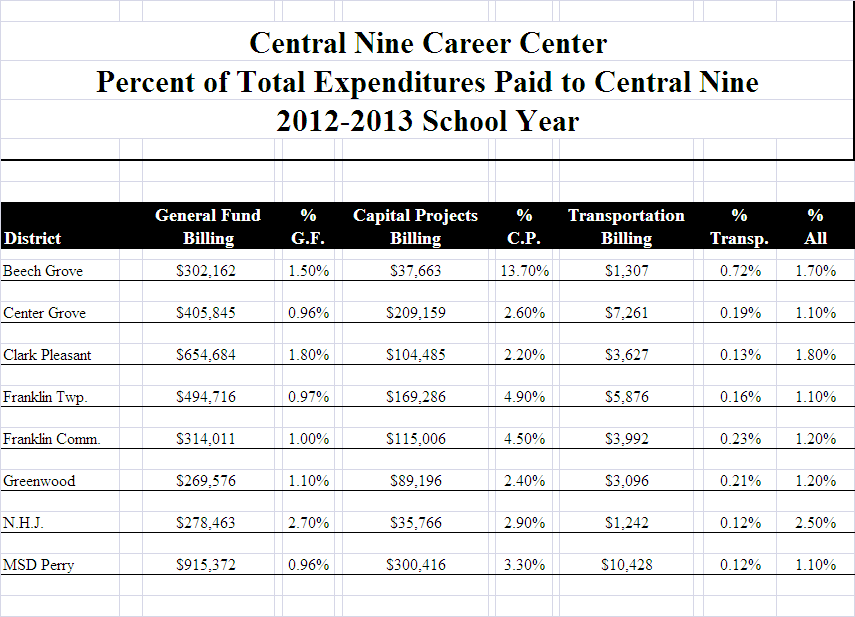 Central Nine Career Center
Percent of Total Expenditures Paid to Central Nine
2012-2013 School Year
General Fund % Capital Projects % Transportation % %
District Billing G.F. Billing C.P. Billing Transp. All
Beech Grove $302,162 1.50% $37,663 13.70% $1,307 0.72% 1.70%
Center Grove $405,845 0.96% $209,159 2.60% $7,261 0.19% 1.10%
Clark Pleasant $654,684 1.80% $104,485 2.20% $3,627 0.13% 1.80%
Franklin Twp. $494,716 0.97% $169,286 4.90% $5,876 0.16% 1.10%
Franklin Comm. $314,011 1.00% $115,006 4.50% $3,992 0.23% 1.20%
Greenwood $269,576 1.10% $89,196 2.40% $3,096 0.21% 1.20%
N.H.J. $278,463 2.70% $35,766 2.90% $1,242 0.12% 2.50%
MSD Perry $915,372 0.96% $300,416 3.30% $10,428 0.12% 1.10%